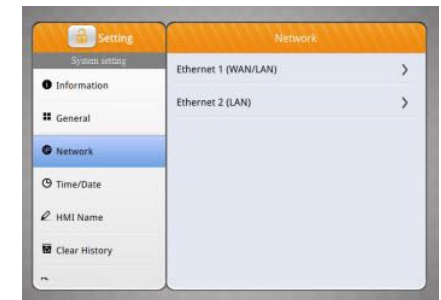 Setting
System setting
Information
General
Network
Time/Date
HMI Name
Clear History
Network
Ethernet 1 (WAN/LAN)
Ethernet 2 (LAN)